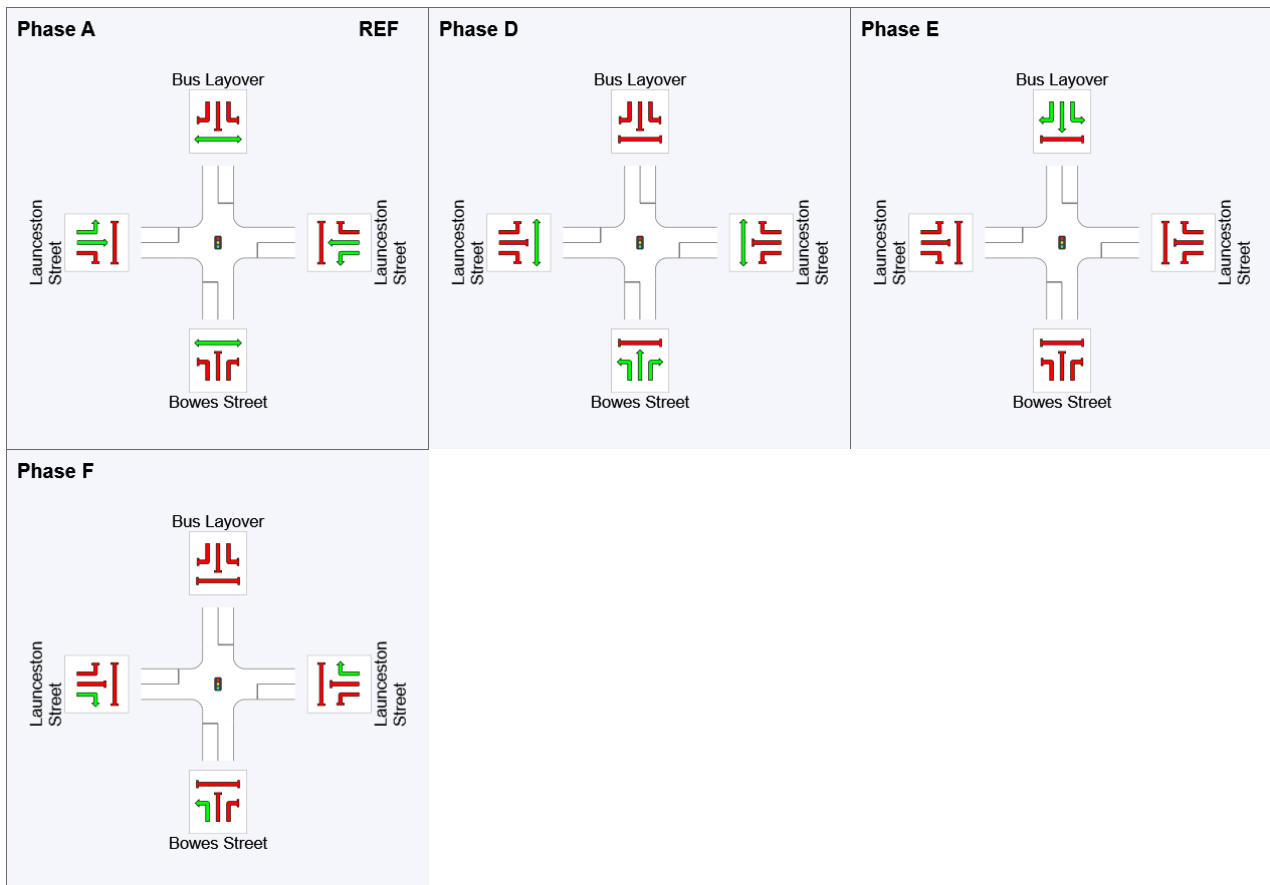 Phase A
REF
Bus Layover
Launceston
Street
Launceston
Street
Bowes Street
Phase D
Bus Layover
Launceston
Street
Launceston
Street
Bowes Street
Phase E
Bus Layover
Launceston
Street
Launceston
Street
Bowes Street
Phase F
Bus Layover
Launceston
Street
Launceston
Street
Bowes Street